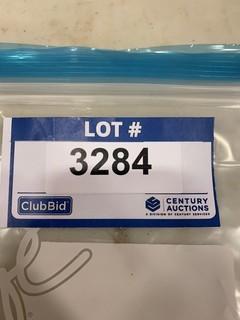 LOT #
3284
ClubBid
CENTURY
AUCTIONS
A DIVISION OF CENTURY SERVICES